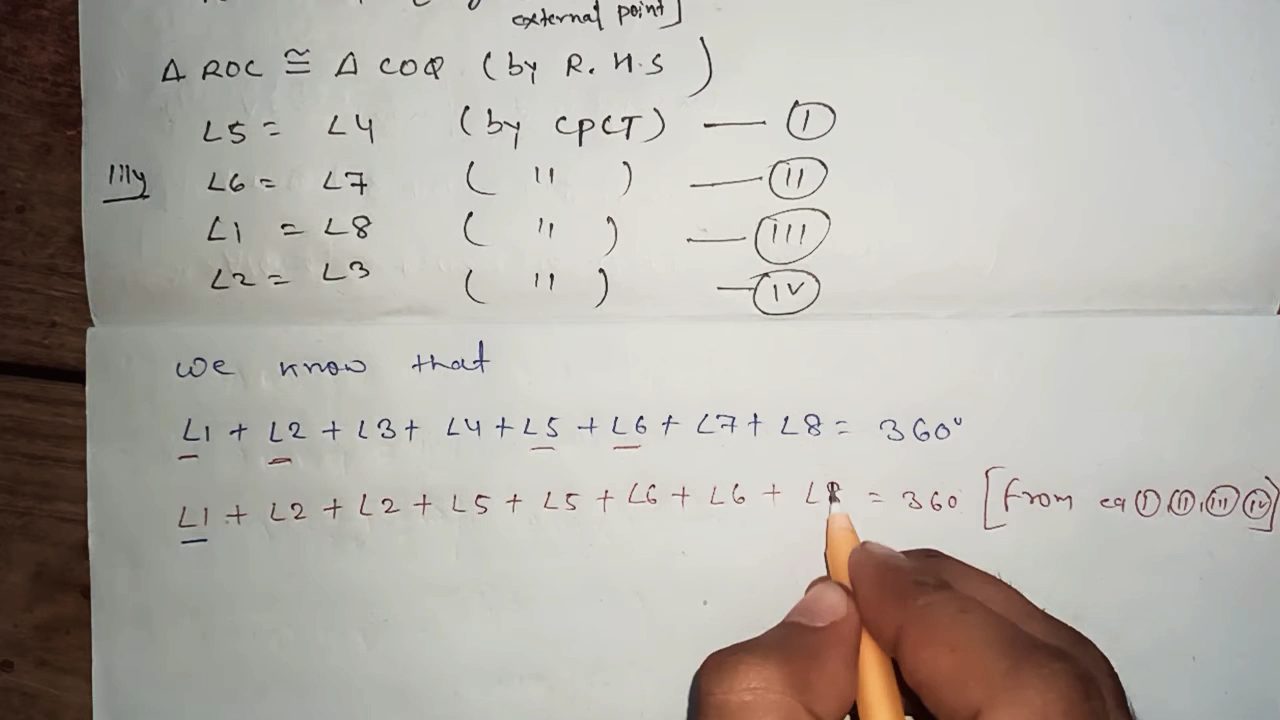 external point]
Δ ROC ≅ Δ COQ (by R.H.S)
∠5 = ∠4 (by CPCT) — I
111ly ∠6 = ∠7 ( " ) — II
∠1 = ∠8 ( " ) — III
∠2 = ∠3 ( " ) — IV
we know that
∠1 + ∠2 + ∠3 + ∠4 + ∠5 + ∠6 + ∠7 + ∠8 = 360°
∠1 + ∠2 + ∠2 + ∠5 + ∠5 + ∠6 + ∠6 + ∠ = 360 [from eq I, II, III IV]